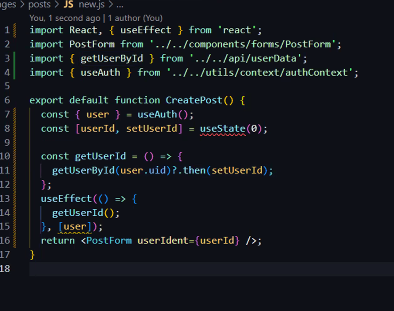 ages > posts > JS new.js > ...
You, 1 second ago | 1 author (You)
1 import React, { useEffect } from 'react';
2 import PostForm from '../../components/forms/PostForm';
3 import { getUserById } from '../../api/userData';
4 import { useAuth } from '../../utils/context/authContext';
5
6 export default function CreatePost() {
7 const { user } = useAuth();
8 const [userId, setUserId] = useState(0);
9
10 const getUserId = () => {
11 getUserById(user.uid)?.then(setUserId);
12 };
13 useEffect(() => {
14 getUserId();
15 }, [user]);
16 return <PostForm userIdent={userId} />;
17 }
18